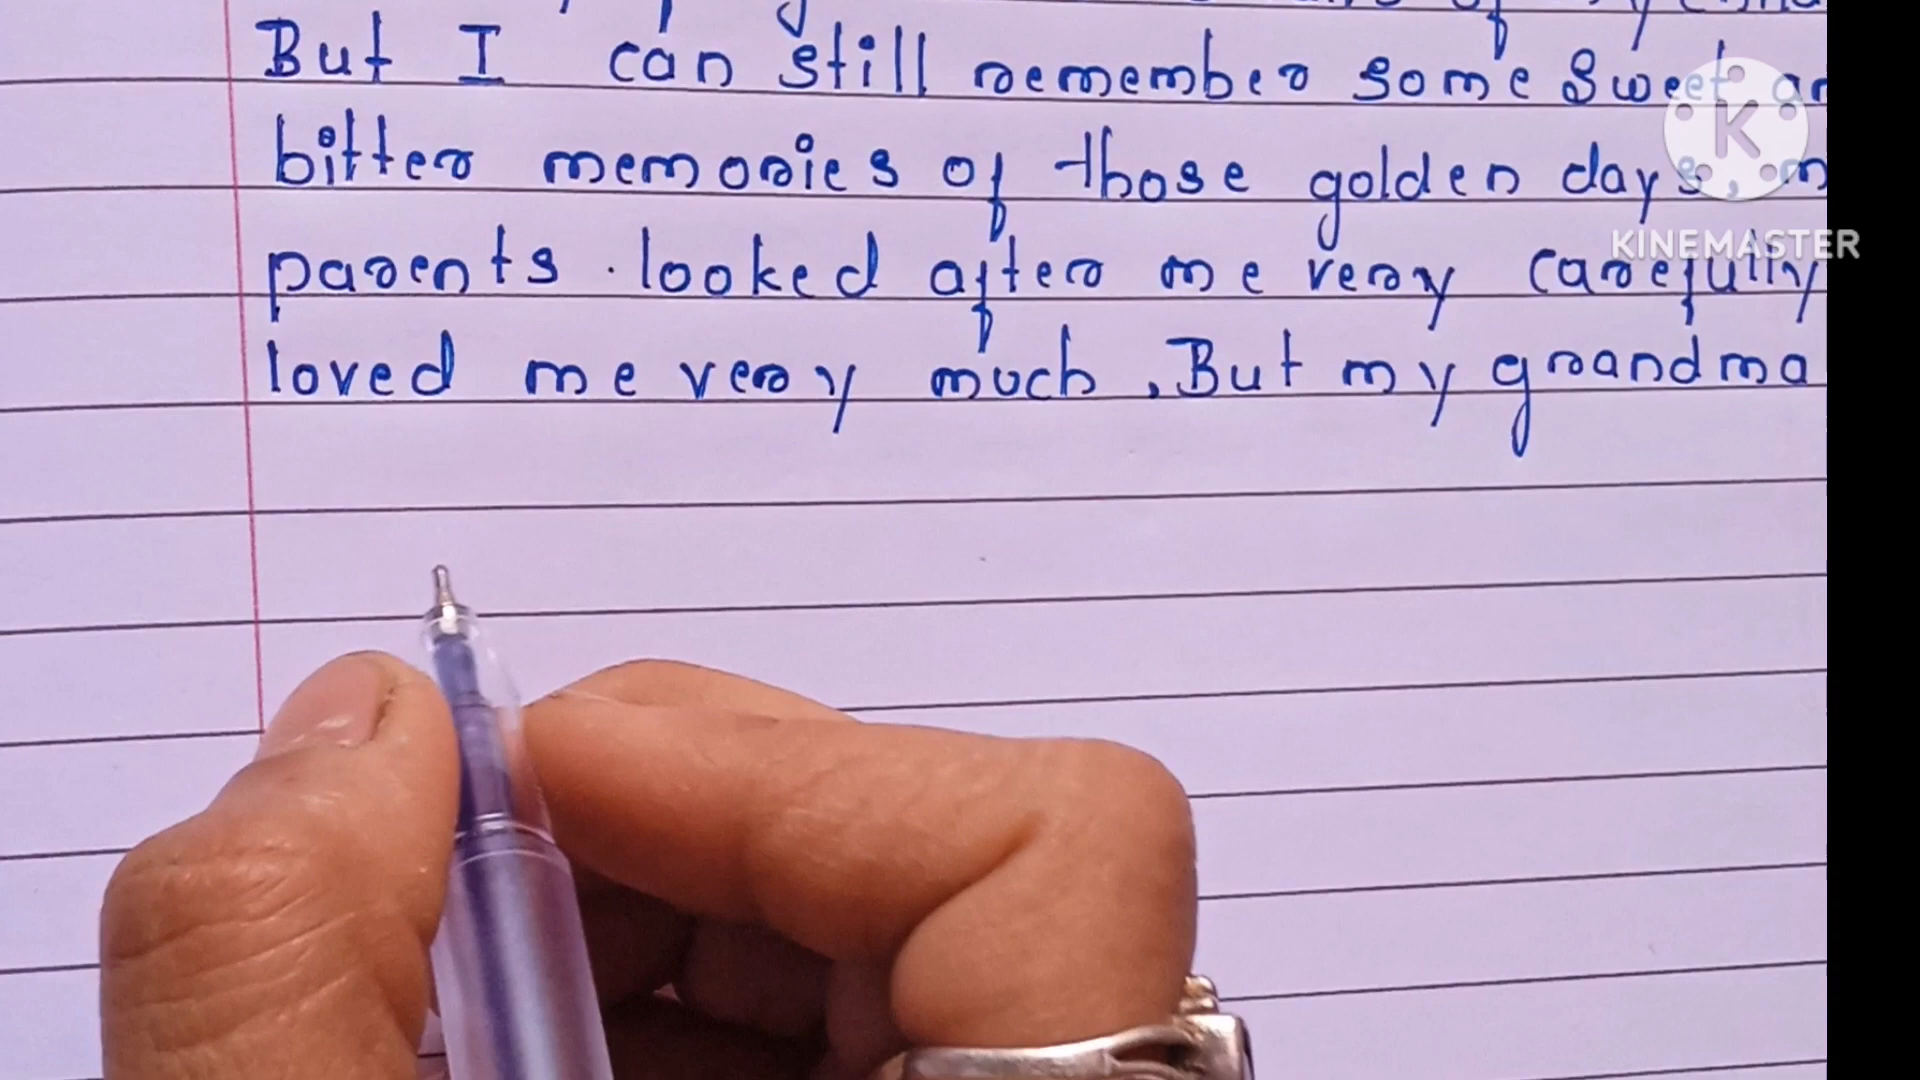 But I can still remember some sweet
bitter memories of those golden days,
parents . looked after me very carefully
loved me very much , But my grandma
K
KINEMASTER